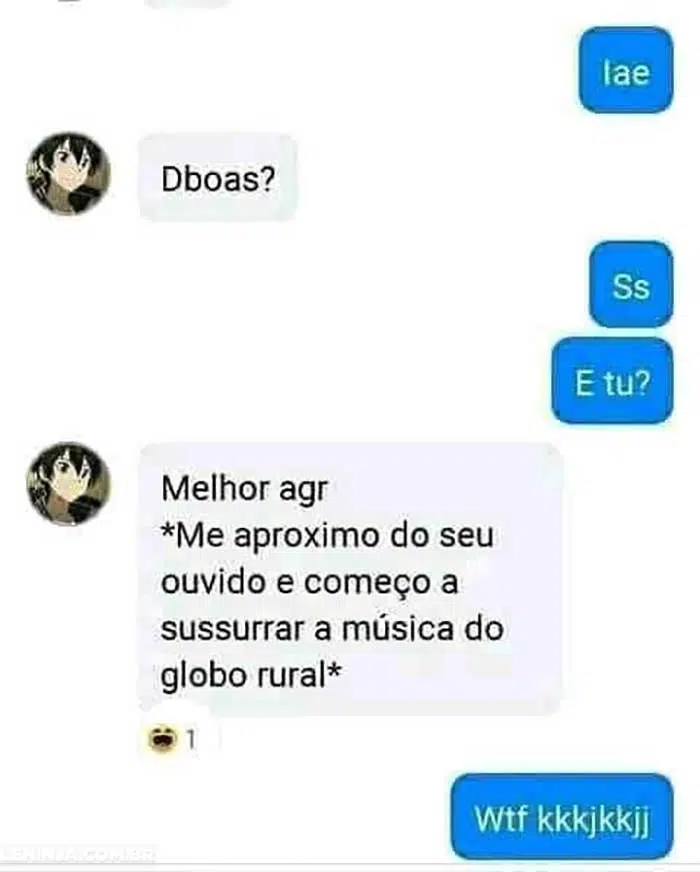 Iae
Dboas?
Ss
E tu?
Melhor agr
*Me aproximo do seu
ouvido e começo a
sussurrar a música do
globo rural*
1
Wtf kkkjkkjj